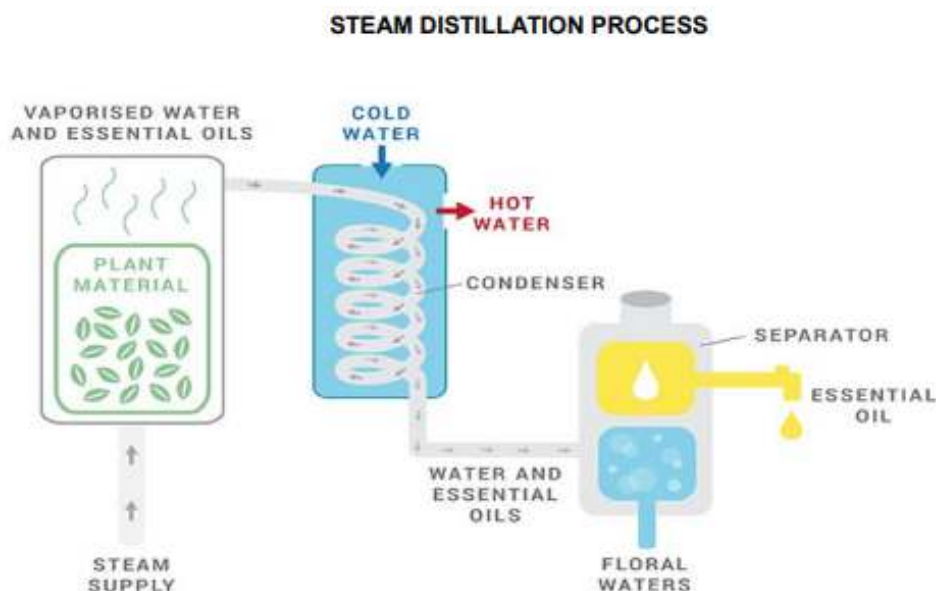 STEAM DISTILLATION PROCESS
VAPORISED WATER
AND ESSENTIAL OILS
COLD
WATER
HOT
WATER
PLANT
MATERIAL
CONDENSER
SEPARATOR
ESSENTIAL
OIL
WATER AND
ESSENTIAL
OILS
STEAM
SUPPLY
FLORAL
WATERS